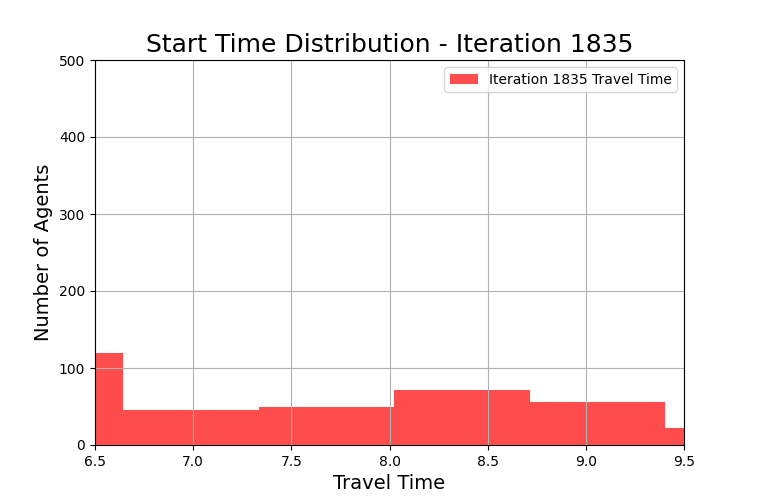 Start Time Distribution - Iteration 1835
Iteration 1835 Travel Time
500
400
300
200
100
0
Number of Agents
6.5 7.0 7.5 8.0 8.5 9.0 9.5
Travel Time